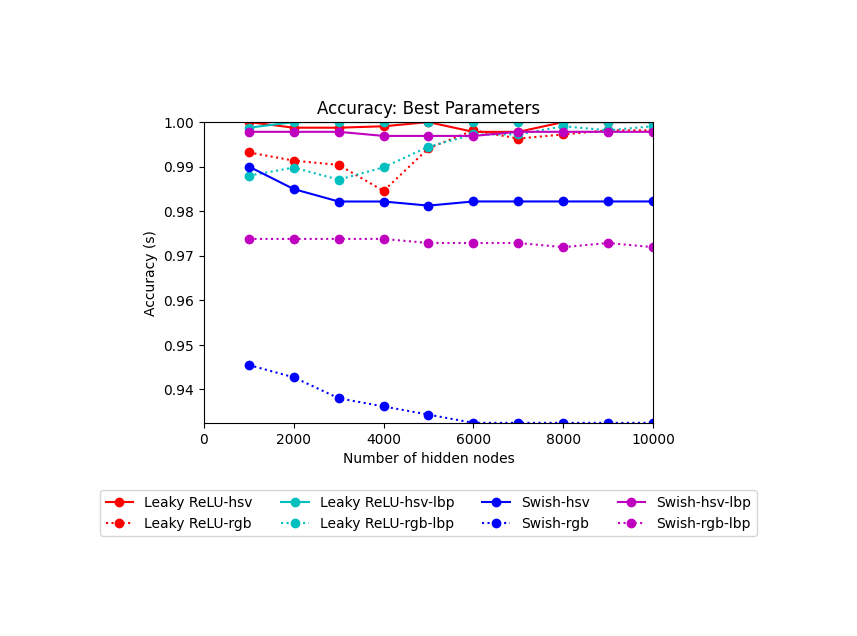 Accuracy: Best Parameters
1.00
0.99
0.98
0.97
0.96
0.95
0.94
Accuracy (s)
0 2000 4000 6000 8000 10000
Number of hidden nodes
Leaky ReLU-hsv Leaky ReLU-hsv-lbp Swish-hsv Swish-hsv-lbp
Leaky ReLU-rgb Leaky ReLU-rgb-lbp Swish-rgb Swish-rgb-lbp